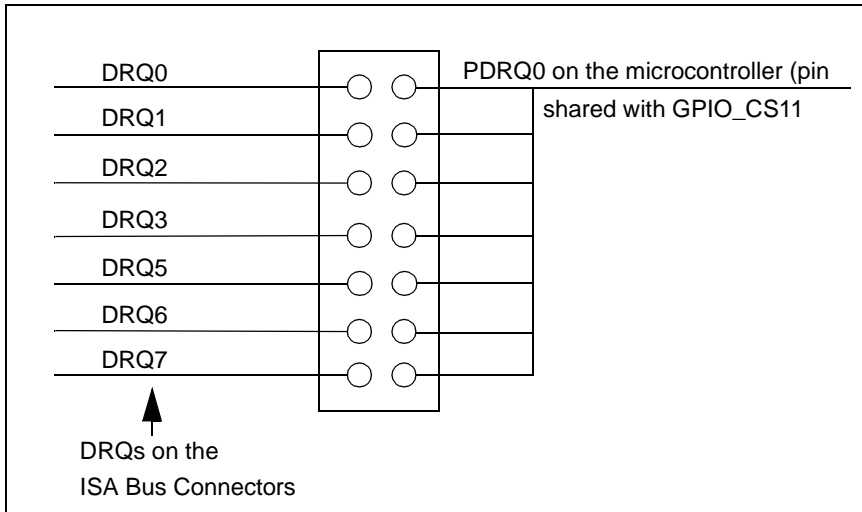 DRQ0
PDRQ0 on the microcontroller (pin
shared with GPIO_CS11
DRQ1
DRQ2
DRQ3
DRQ5
DRQ6
DRQ7
DRQs on the
ISA Bus Connectors